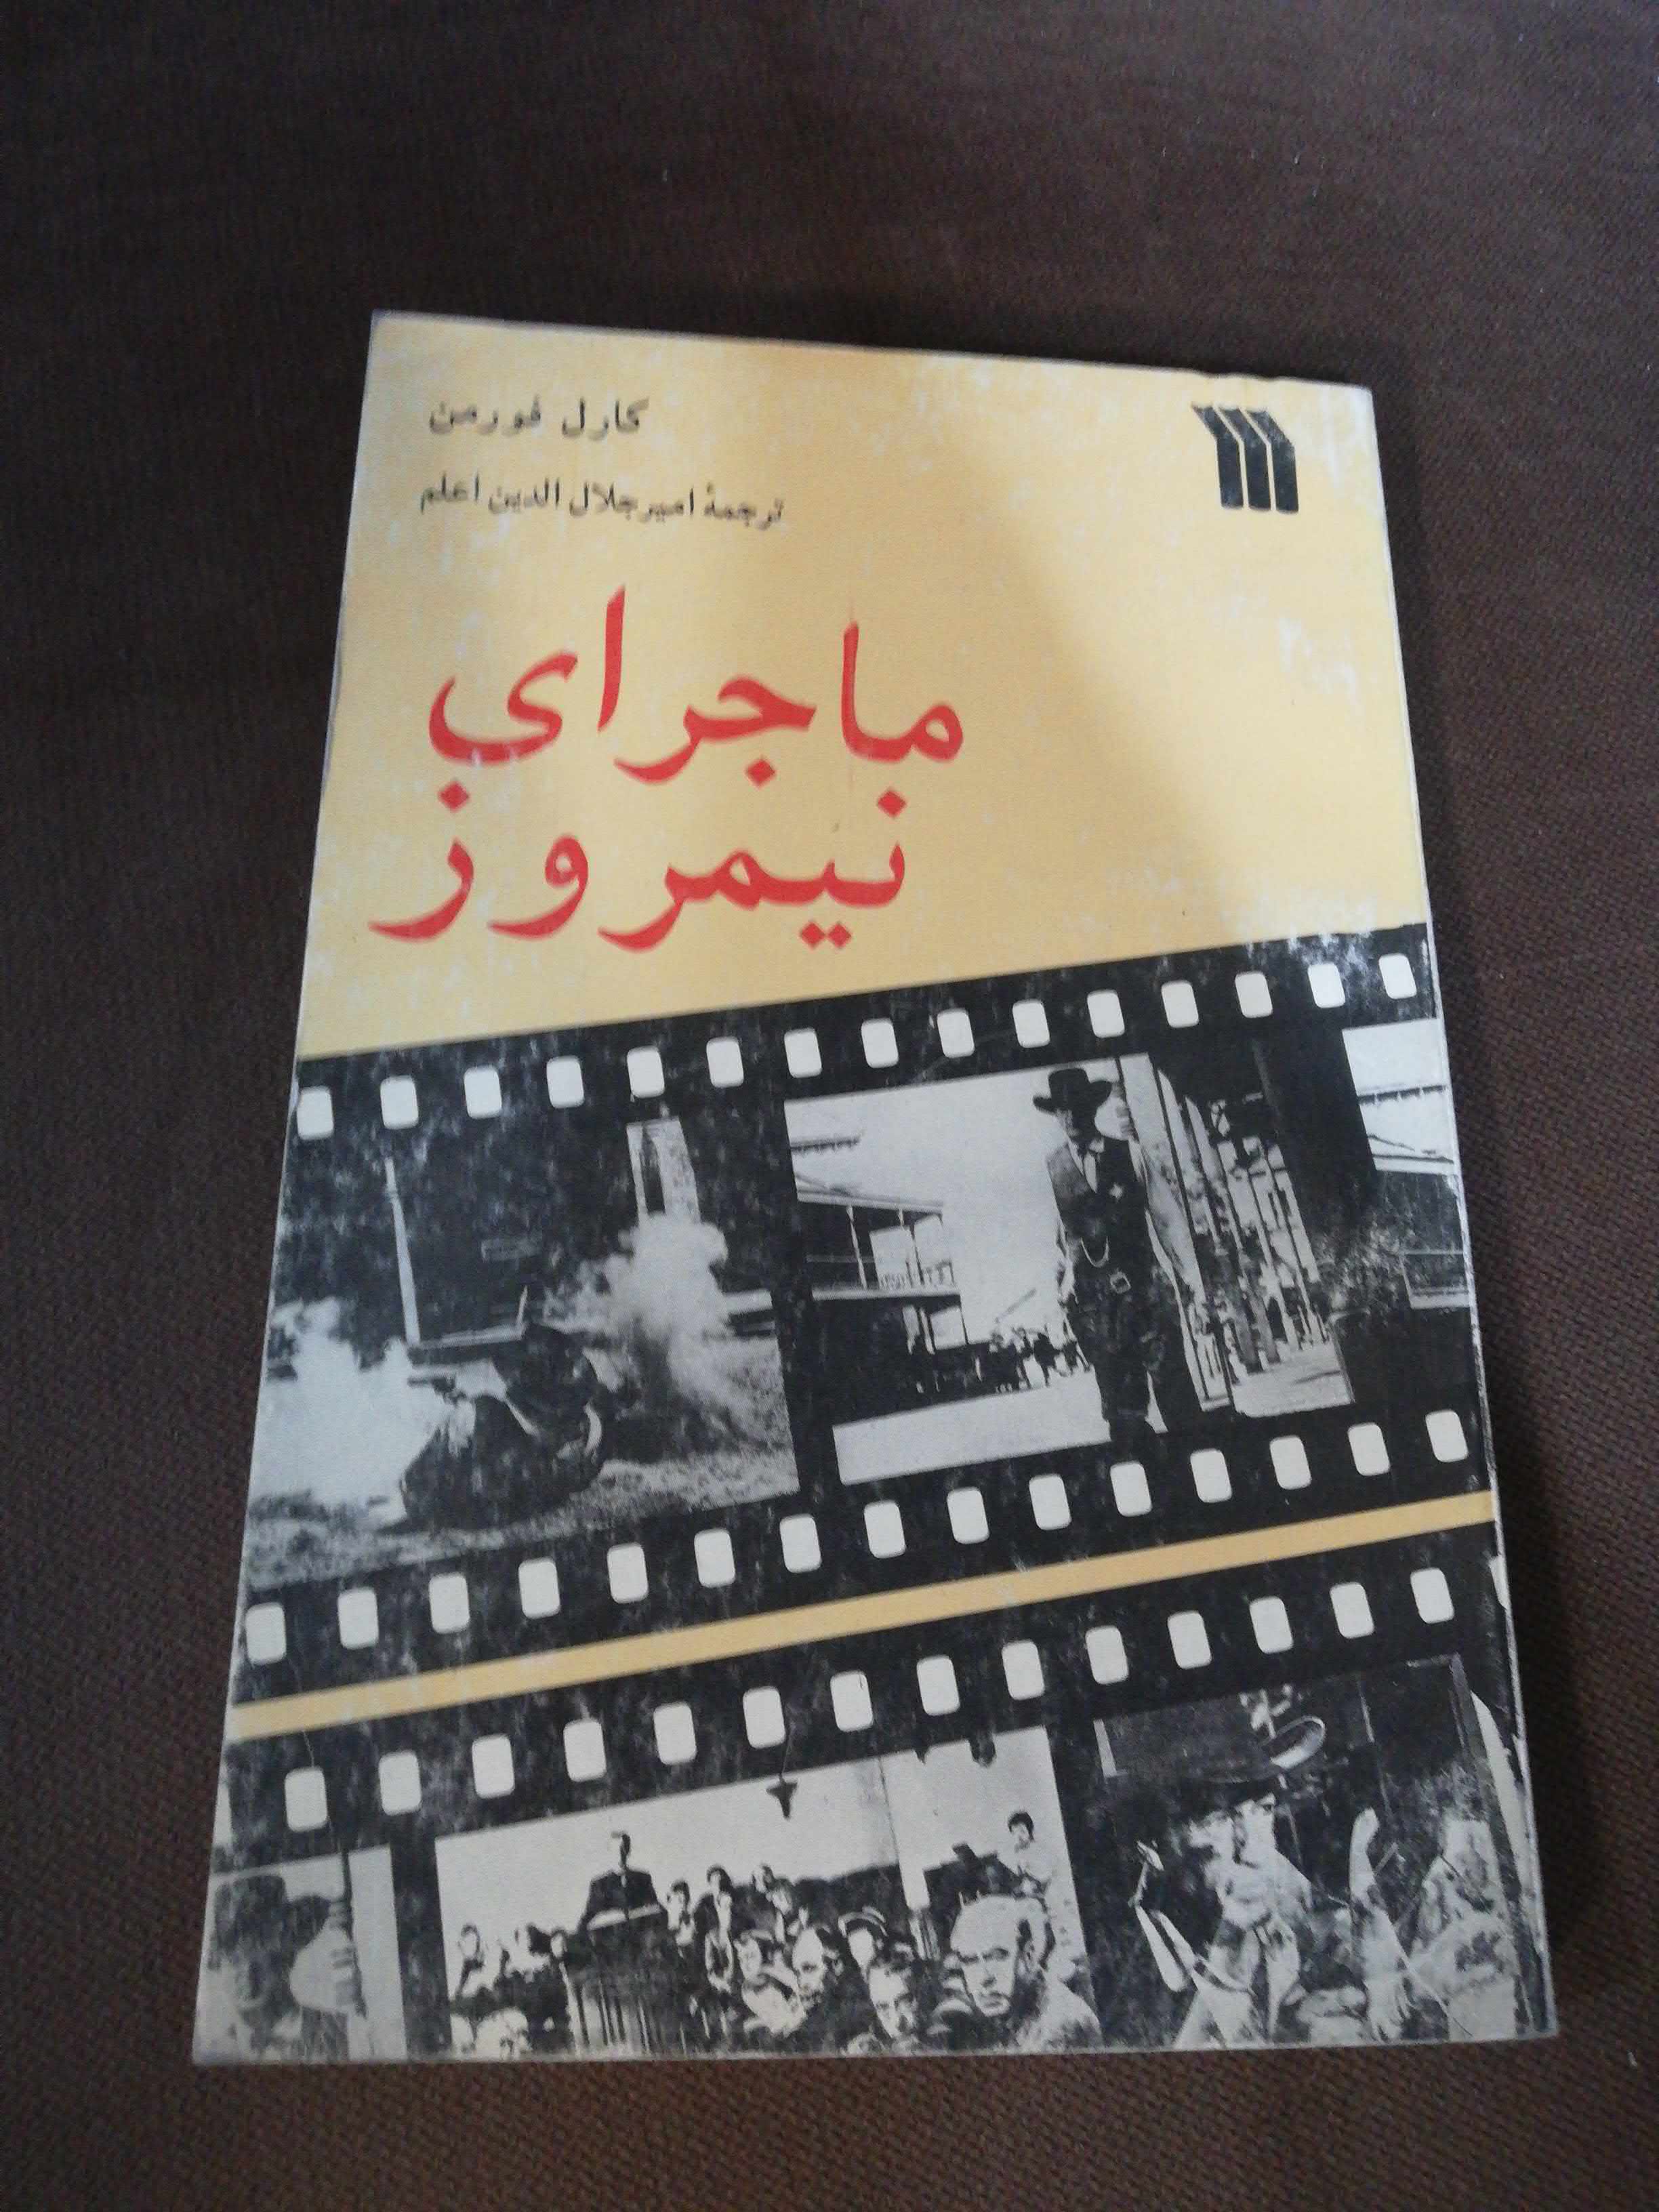 کارل فورمن
ترجمهٔ امیرجلال الدین اعلم
ماجرای
نیمروز